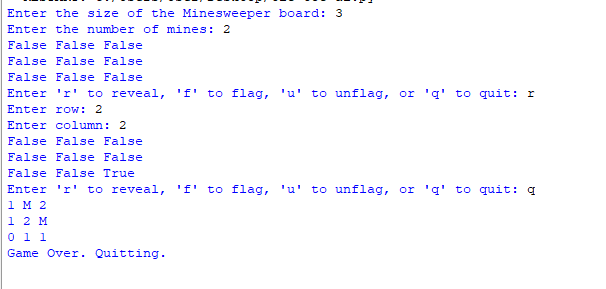 Enter the size of the Minesweeper board: 3
Enter the number of mines: 2
False False False
False False False
False False False
Enter 'r' to reveal, 'f' to flag, 'u' to unflag, or 'q' to quit: r
Enter row: 2
Enter column: 2
False False False
False False False
False False True
Enter 'r' to reveal, 'f' to flag, 'u' to unflag, or 'q' to quit: q
1 M 2
1 2 M
0 1 1
Game Over. Quitting.